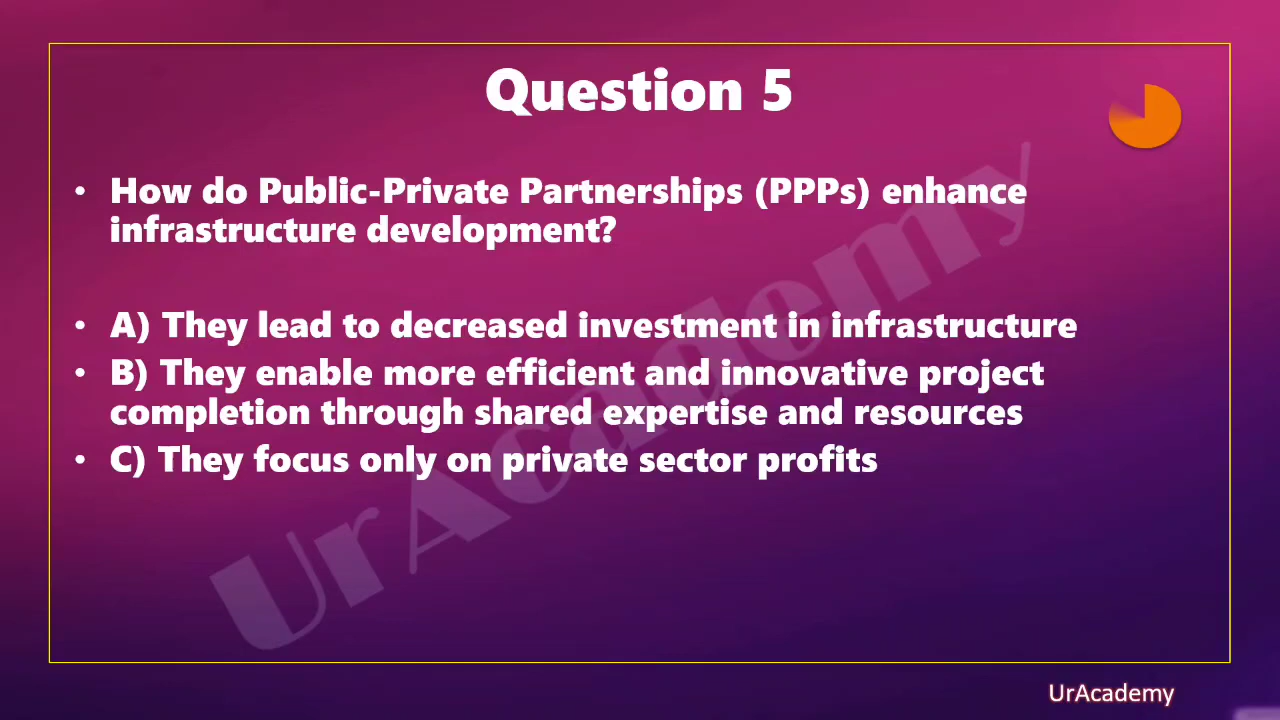 Question 5
• How do Public-Private Partnerships (PPPs) enhance
infrastructure development?
• A) They lead to decreased investment in infrastructure
• B) They enable more efficient and innovative project
completion through shared expertise and resources
• C) They focus only on private sector profits
UrAcademy
UrAcademy